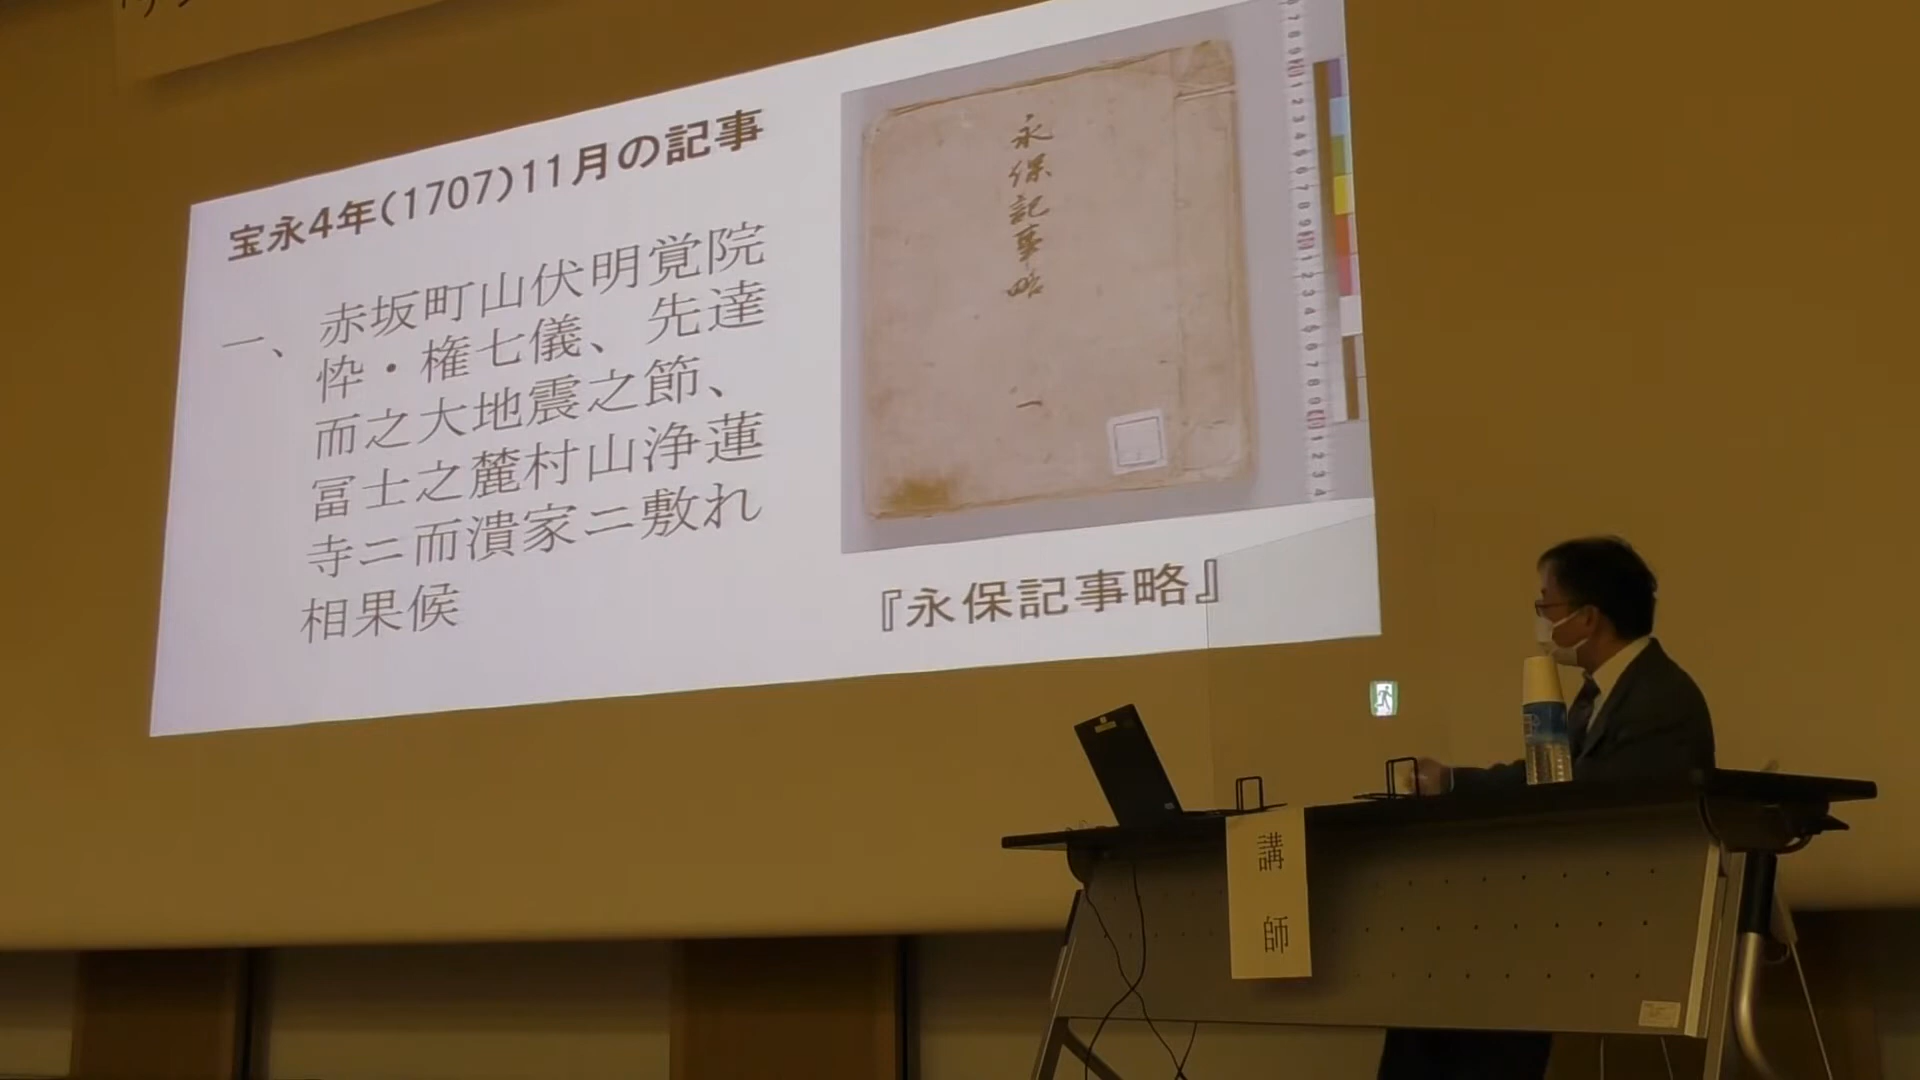 宝永4年(1707)11月の記事
一、赤坂町山伏明覚院
忰・権七儀、先達
而之大地震之節、
冨士之麓村山浄蓮
寺ニ而潰家ニ敷れ
相果候
永保記事略
一
『永保記事略』
講師